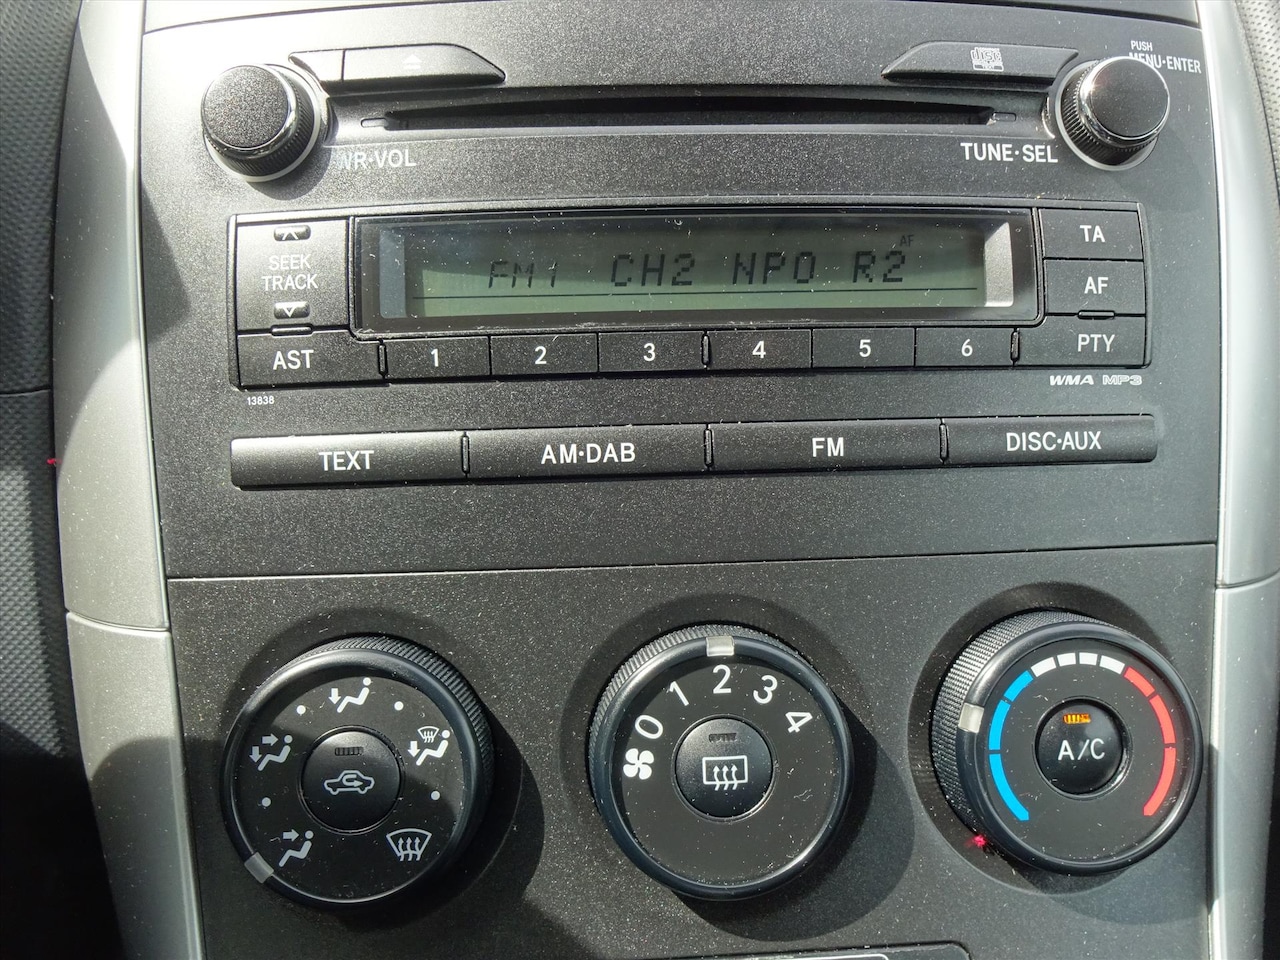 PUSH
MENU·ENTER
DISC
TEXT
WR·VOL
TUNE·SEL
SEEK
TRACK
AF
FM1 CH2 NPO R2
TA
AF
PTY
AST 1 2 3 4 5 6
WMA MP3
13838
TEXT AM·DAB FM DISC·AUX
0 1 2 3 4
A/C